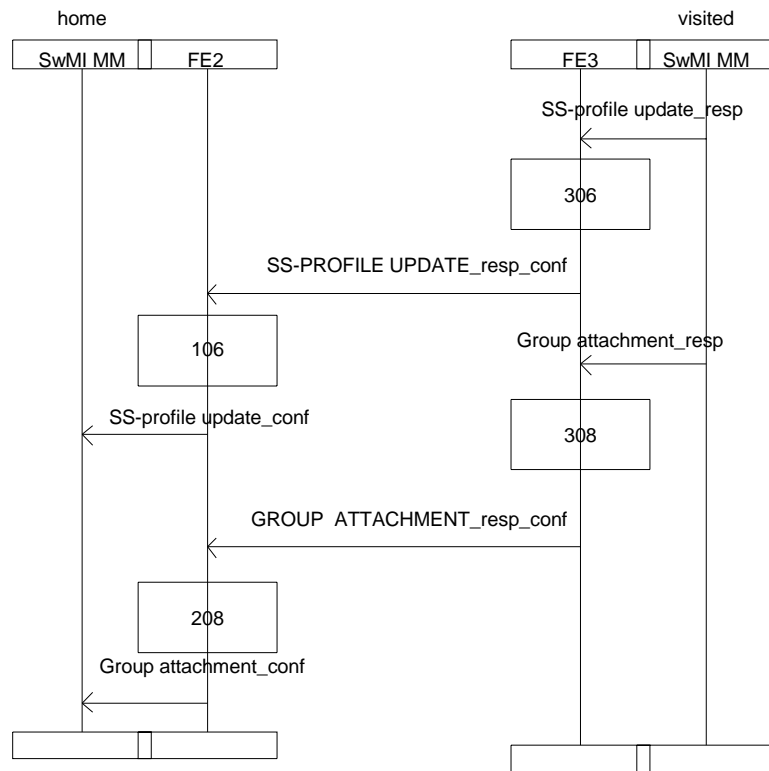 home visited
SwMI MM FE2 FE3 SwMI MM
SS-profile update_resp
306
SS-PROFILE UPDATE_resp_conf
Group attachment_resp
106
SS-profile update_conf
308
GROUP ATTACHMENT_resp_conf
208
Group attachment_conf